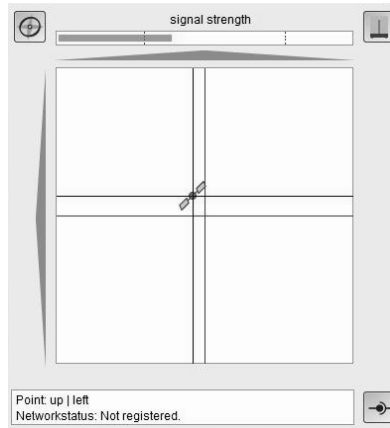 signal strength
Point: up | left
Networkstatus: Not registered.